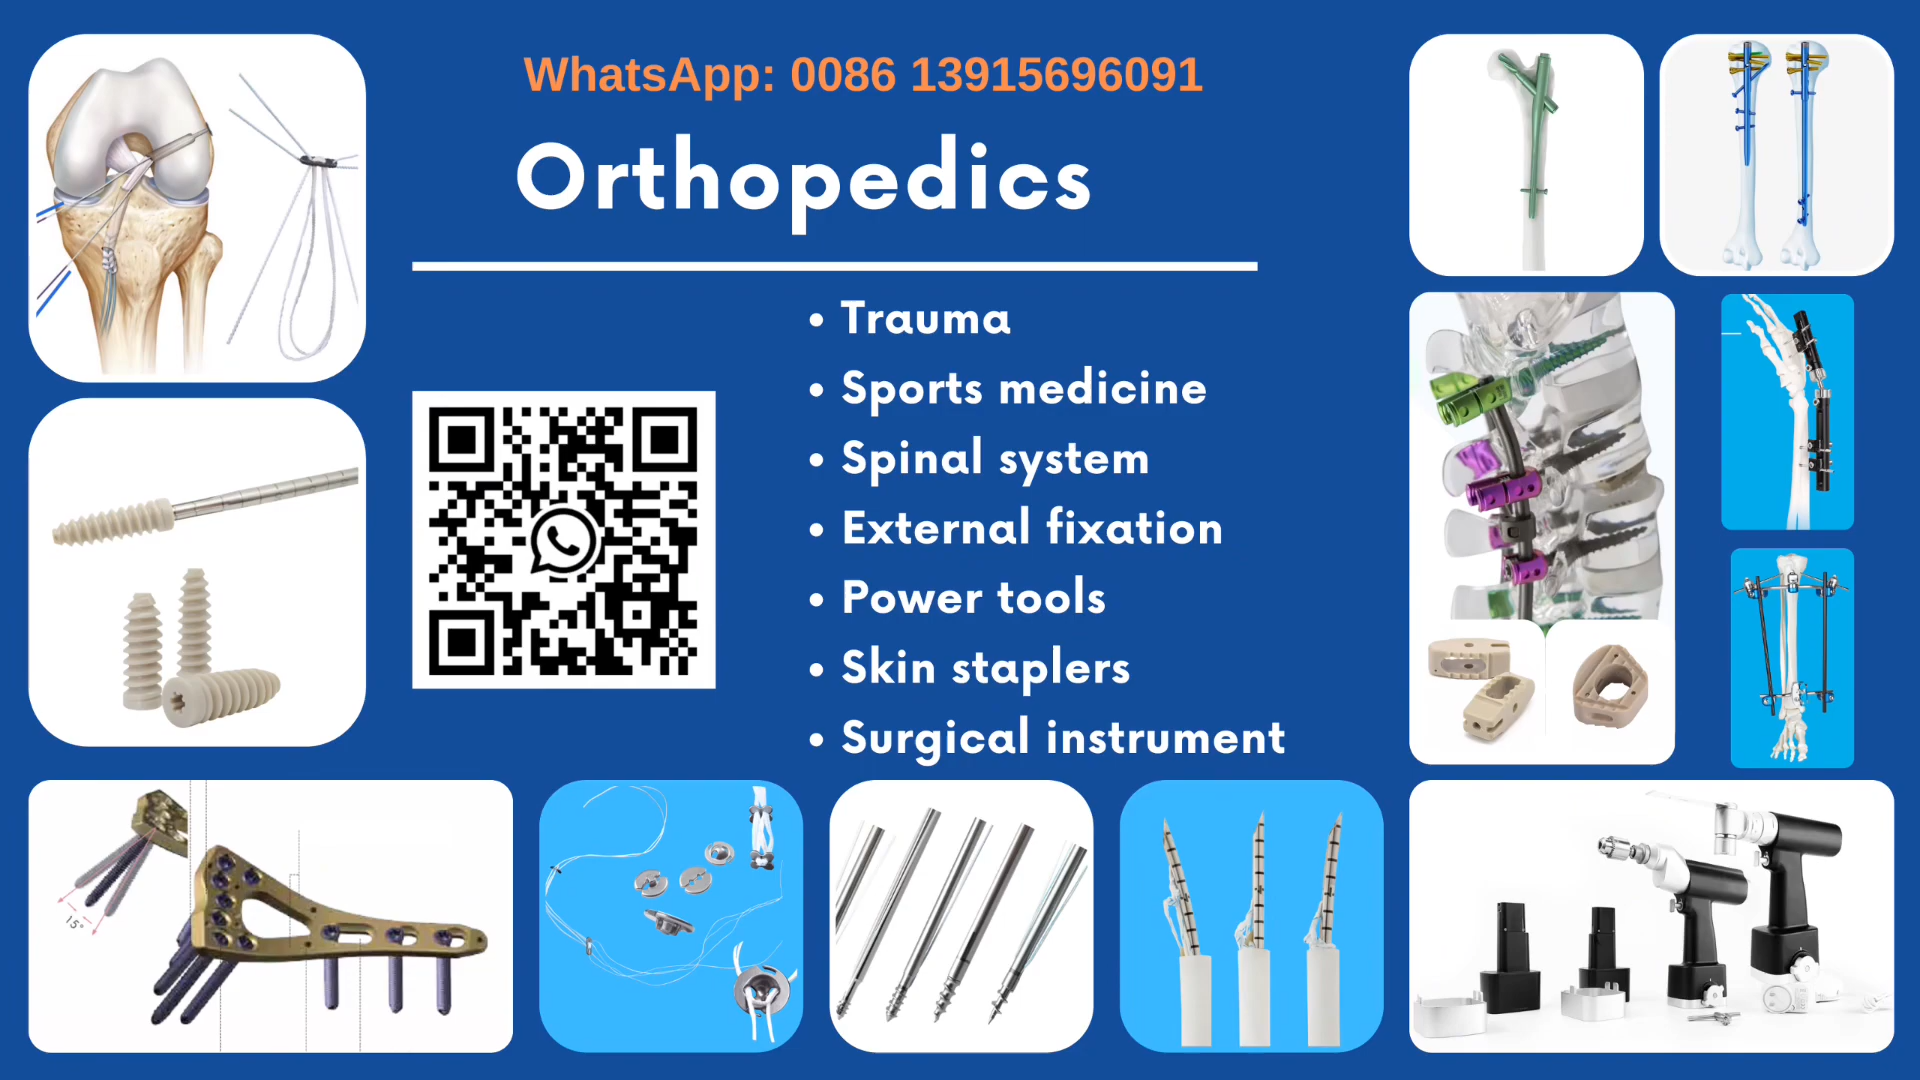 WhatsApp: 0086 13915696091
Orthopedics
• Trauma
• Sports medicine
• Spinal system
• External fixation
• Power tools
• Skin staplers
• Surgical instrument
15°